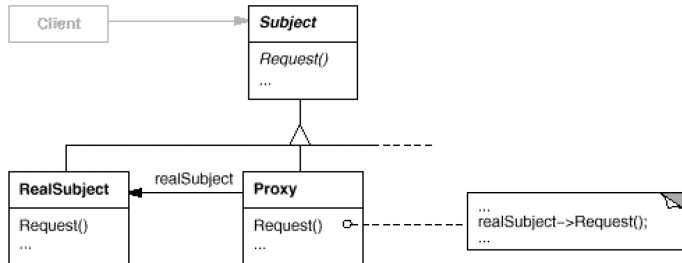 Client
Subject
Request()
...
realSubject
RealSubject
Request()
...
Proxy
Request()
...
...
realSubject->Request();
...